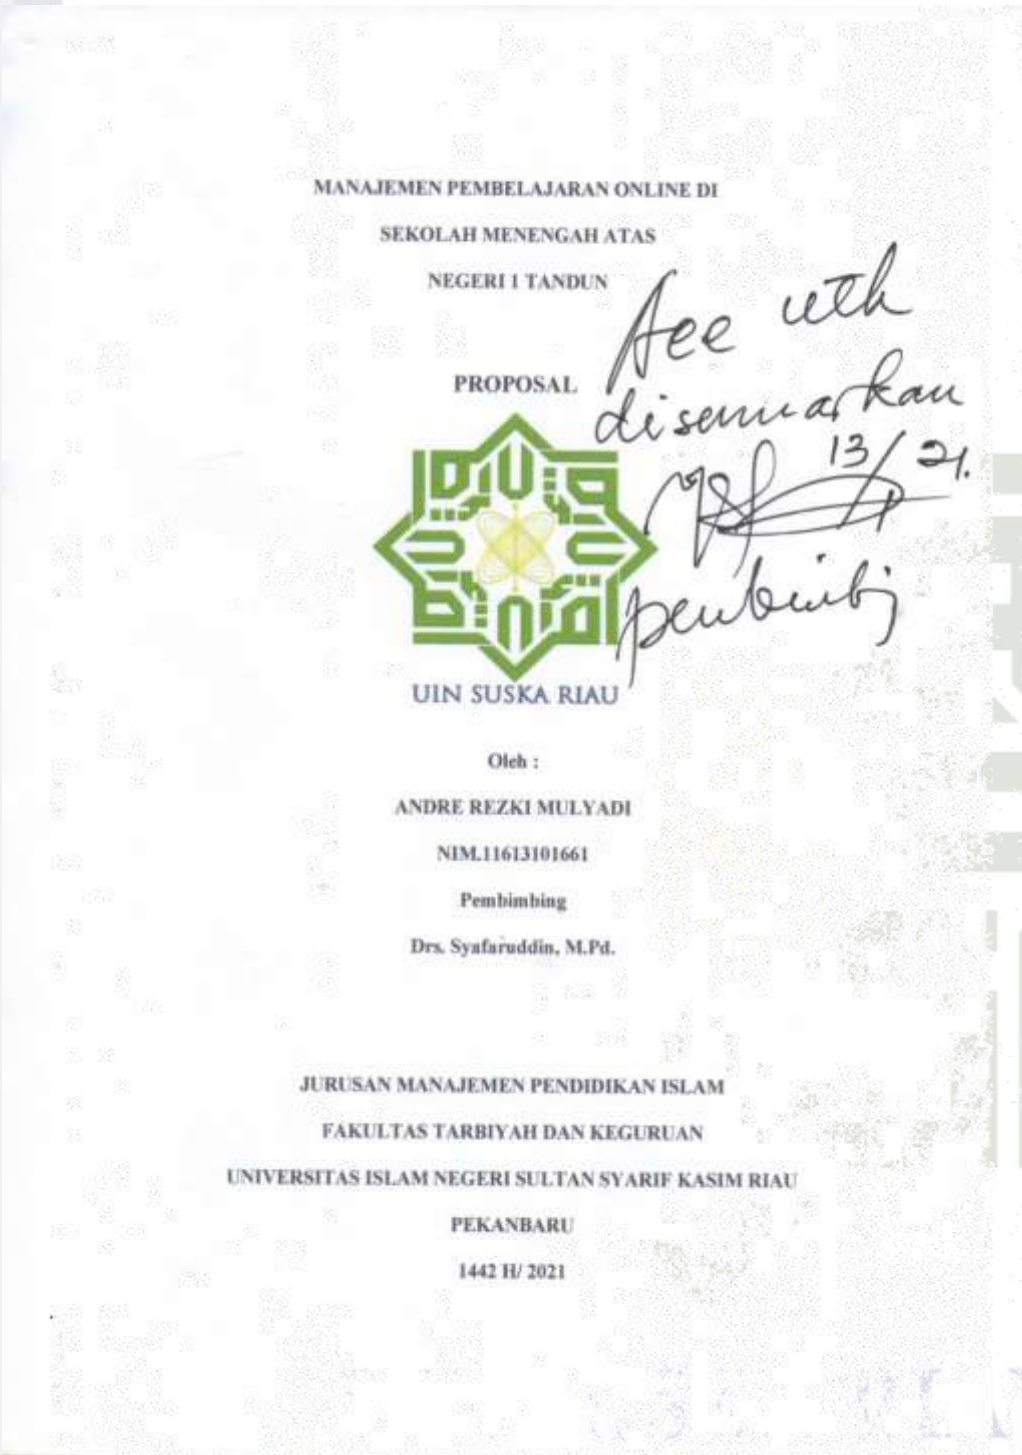 MANAJEMEN PEMBELAJARAN ONLINE DI
SEKOLAH MENENGAH ATAS
NEGERI 1 TANDUN
Acc utk
diseminarkan
13/ 21.
pembimbing
PROPOSAL
UIN SUSKA RIAU
Oleh :
ANDRE REZKI MULYADI
NIM.11613101661
Pembimbing
Drs. Syafaruddin, M.Pd.
JURUSAN MANAJEMEN PENDIDIKAN ISLAM
FAKULTAS TARBIYAH DAN KEGURUAN
UNIVERSITAS ISLAM NEGERI SULTAN SYARIF KASIM RIAU
PEKANBARU
1442 H/ 2021